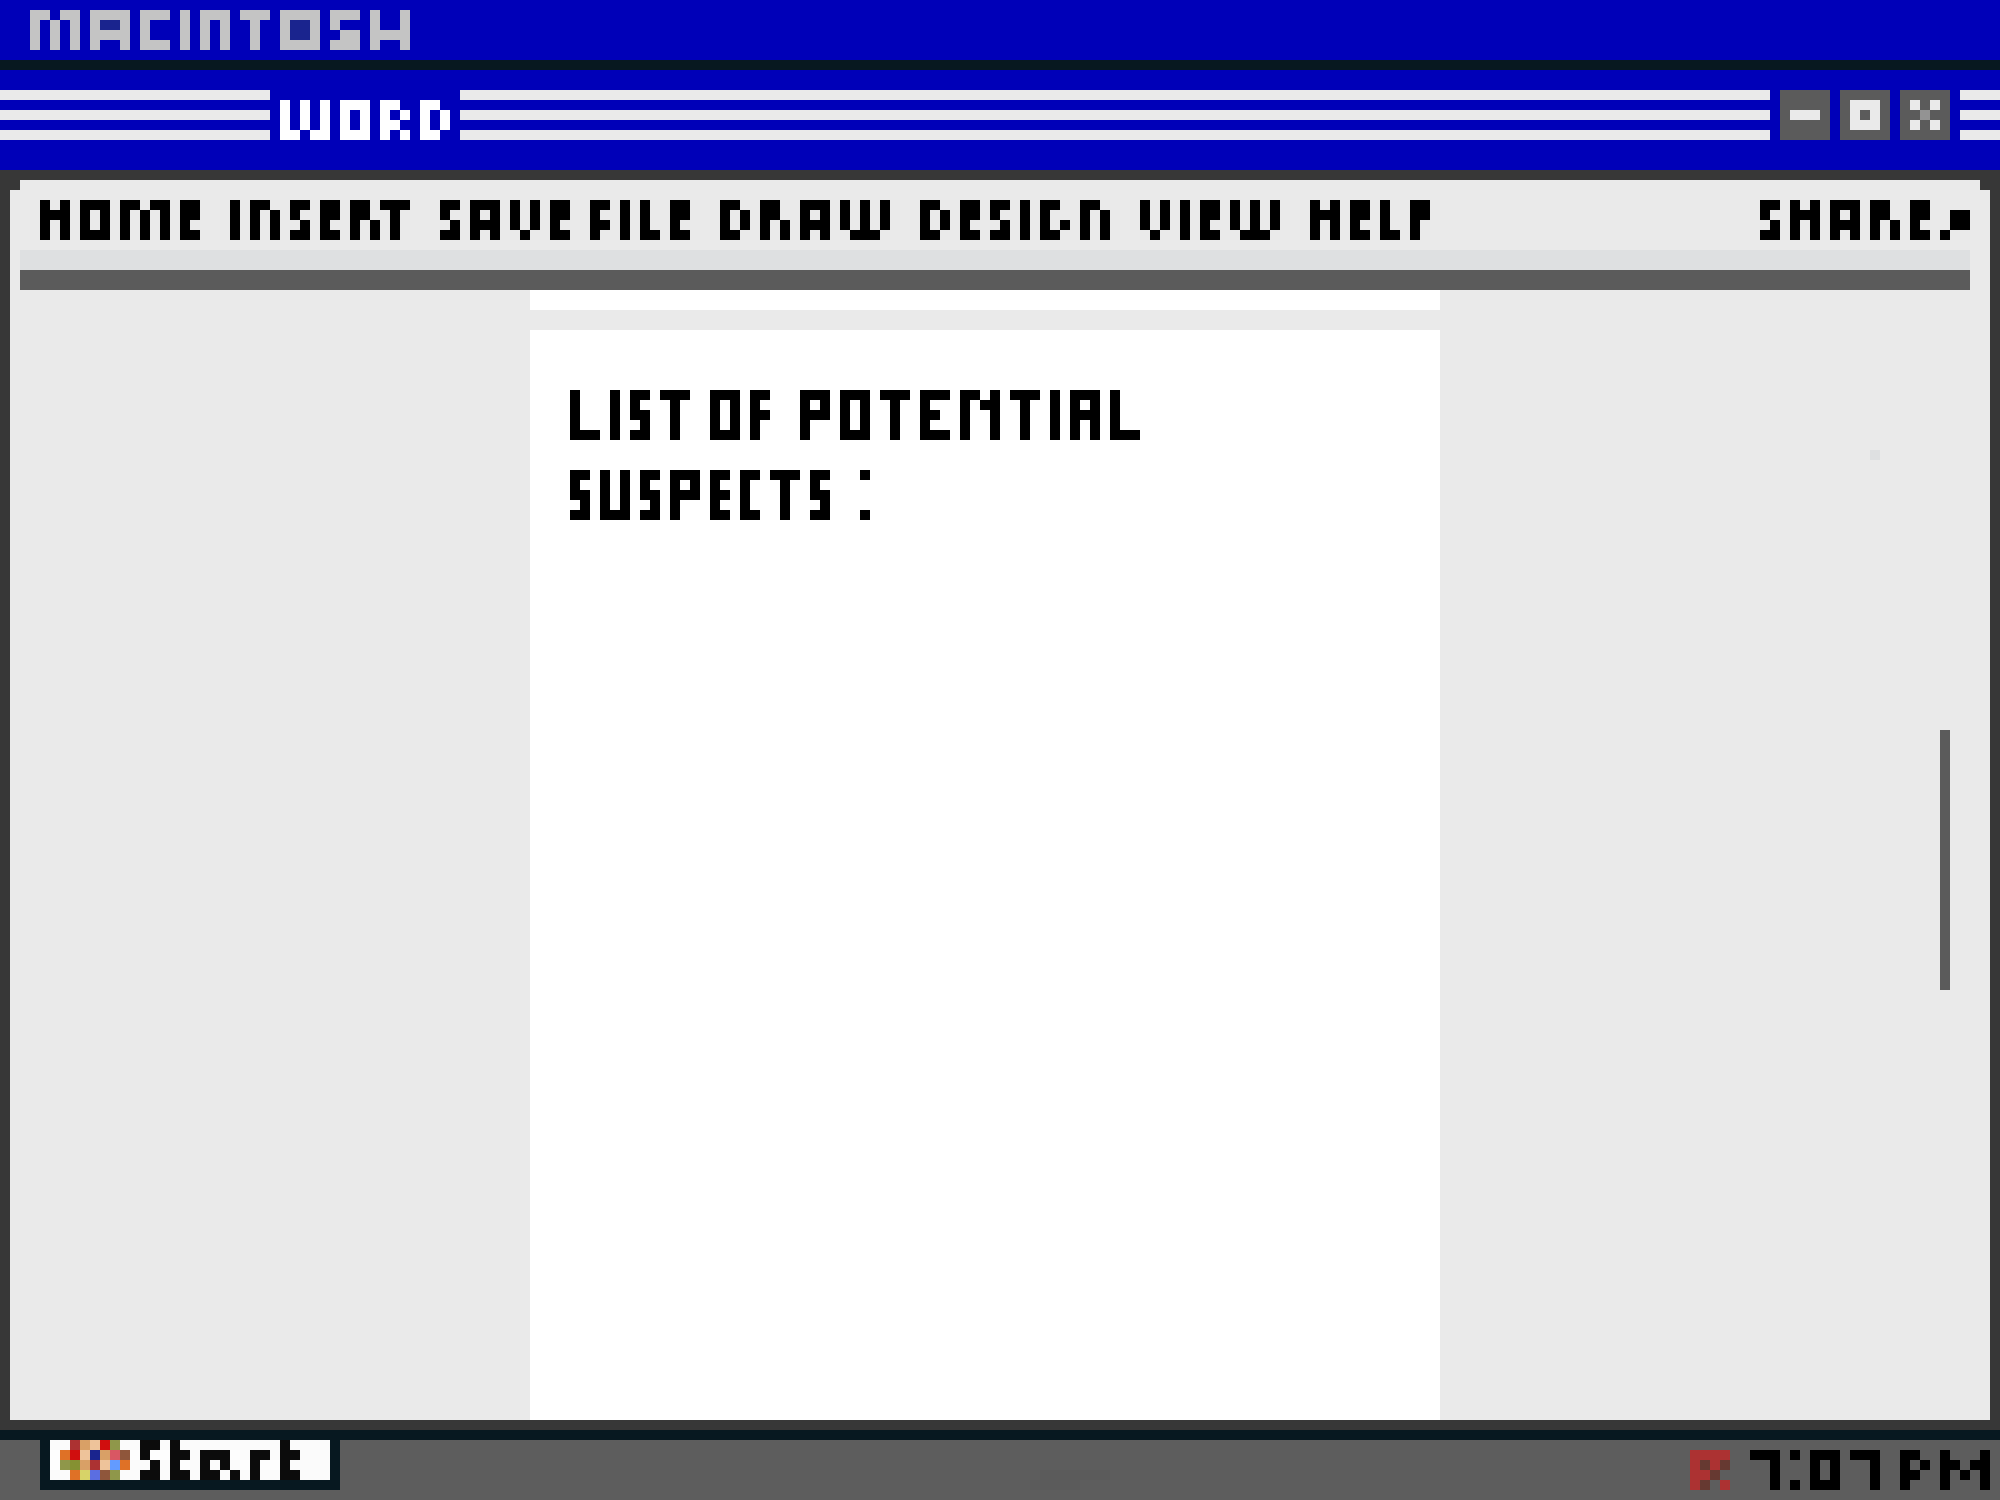 MACINTOSH
WORD
HOME INSERT SAVE FILE DRAW DESIGN VIEW HELP SHARE
LIST OF POTENTIAL
SUSPECTS :
Start 7:07 PM